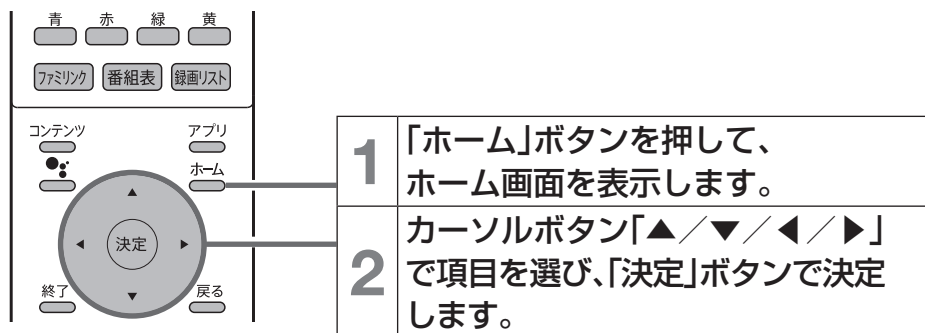 青 赤 緑 黄
ファミリンク 番組表 録画リスト
コンテンツ アプリ
ホーム
▲
◀ 決定 ▶
▼
終了 戻る
1 「ホーム」ボタンを押して、
ホーム画面を表示します。
2 カーソルボタン「▲／▼／◀／▶」
で項目を選び、「決定」ボタンで決定
します。